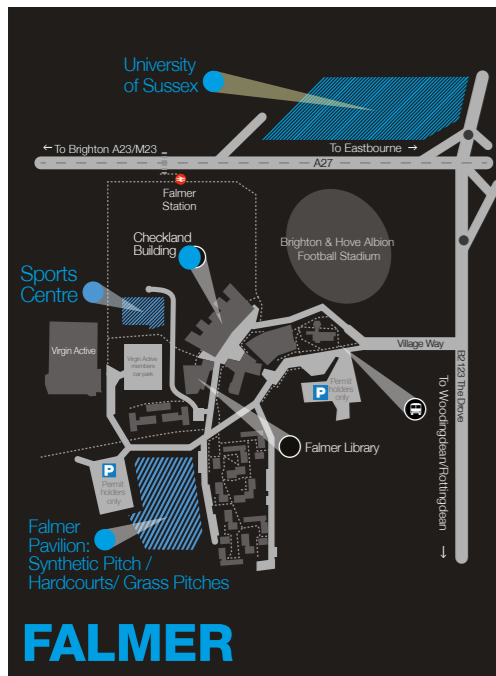 University
of Sussex
← To Brighton A23/M23
To Eastbourne →
A27
Falmer
Station
Checkland
Building
Brighton & Hove Albion
Football Stadium
Sports
Centre
Virgin Active
Virgin Active
members
car park
Village Way
B2123 The Drove
P
Permit
holders
only
To Woodingdean/Rottingdean →
Falmer Library
P
Permit
holders
only
Falmer
Pavilion:
Synthetic Pitch /
Hardcourts/ Grass Pitches
FALMER